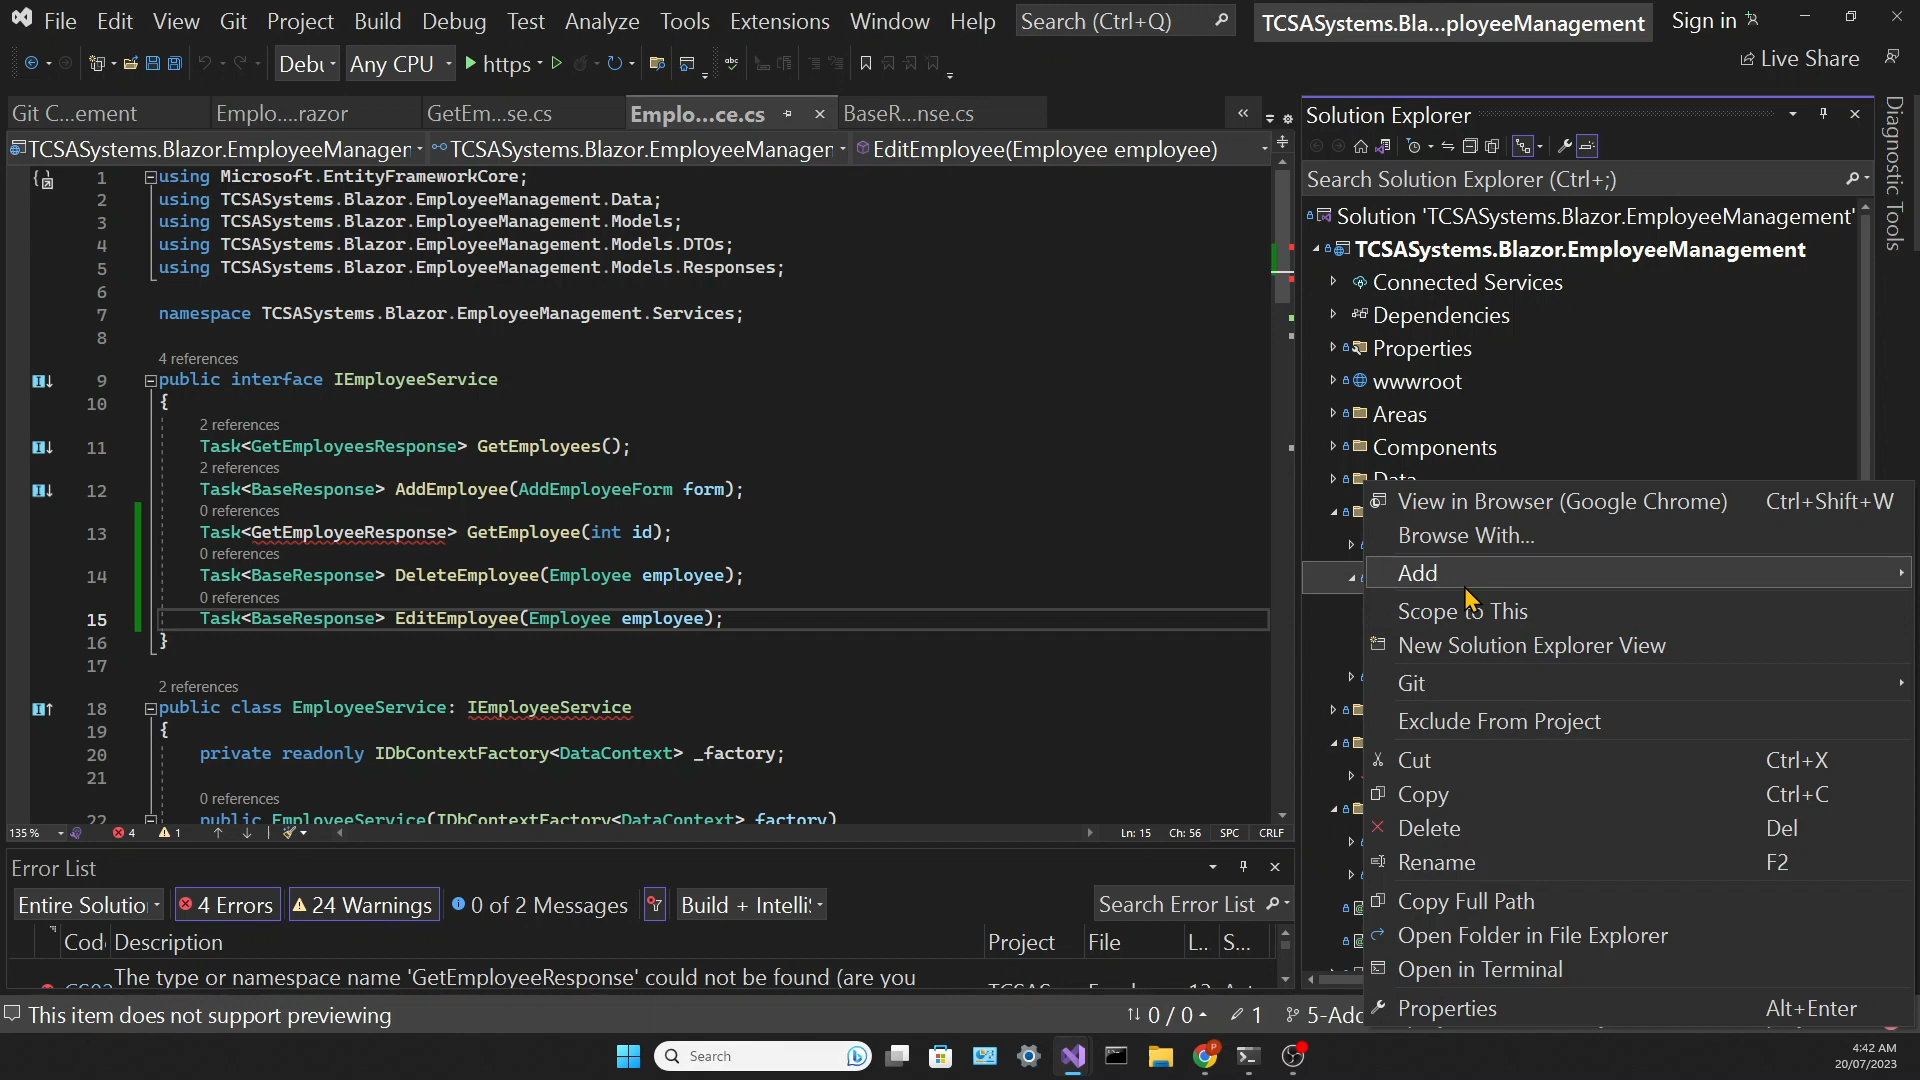 File Edit View Git Project Build Debug Test Analyze Tools Extensions Window Help Search (Ctrl+Q) TCSASystems.Bla...ployeeManagement Sign in
Debu Any CPU https Live Share
Git C...ement Emplo....razor GetEm...se.cs Emplo...ce.cs BaseR...nse.cs
TCSASystems.Blazor.EmployeeManagen TCSASystems.Blazor.EmployeeManagen EditEmployee(Employee employee)
1 using Microsoft.EntityFrameworkCore;
2 using TCSASystems.Blazor.EmployeeManagement.Data;
3 using TCSASystems.Blazor.EmployeeManagement.Models;
4 using TCSASystems.Blazor.EmployeeManagement.Models.DTOs;
5 using TCSASystems.Blazor.EmployeeManagement.Models.Responses;
6
7 namespace TCSASystems.Blazor.EmployeeManagement.Services;
8
4 references
9 public interface IEmployeeService
10 {
2 references
11 Task<GetEmployeesResponse> GetEmployees();
2 references
12 Task<BaseResponse> AddEmployee(AddEmployeeForm form);
0 references
13 Task<GetEmployeeResponse> GetEmployee(int id);
0 references
14 Task<BaseResponse> DeleteEmployee(Employee employee);
0 references
15 Task<BaseResponse> EditEmployee(Employee employee);
16 }
17
2 references
18 public class EmployeeService: IEmployeeService
19 {
20 private readonly IDbContextFactory<DataContext> _factory;
21
0 references
22 public EmployeeService(IDbContextFactory<DataContext> factory)
135 % 4 1 Ln: 15 Ch: 56 SPC CRLF
Error List
Entire Solutio 4 Errors 24 Warnings 0 of 2 Messages Build + Intelli Search Error List
Cod Description Project File L.. S...
The type or namespace name 'GetEmployeeResponse' could not be found (are you
Solution Explorer
Search Solution Explorer (Ctrl+;)
Solution 'TCSASystems.Blazor.EmployeeManagement'
TCSASystems.Blazor.EmployeeManagement
Connected Services
Dependencies
Properties
wwwroot
Areas
Components
Data
View in Browser (Google Chrome) Ctrl+Shift+W
Browse With...
Add
Scope to This
New Solution Explorer View
Git
Exclude From Project
Cut Ctrl+X
Copy Ctrl+C
Delete Del
Rename F2
Copy Full Path
Open Folder in File Explorer
Open in Terminal
Properties Alt+Enter
Diagnostic Tools
This item does not support previewing 0 / 0 1 5-Add
Search
4:42 AM
20/07/2023